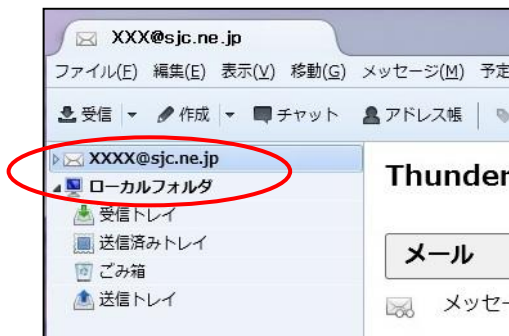 XXX@sjc.ne.jp
ファイル(F) 編集(E) 表示(V) 移動(G) メッセージ(M) 予定
受信 作成 チャット アドレス帳
XXXX@sjc.ne.jp
Thunder
ローカルフォルダ
受信トレイ
送信済みトレイ
メール
ごみ箱
送信トレイ
メッセー